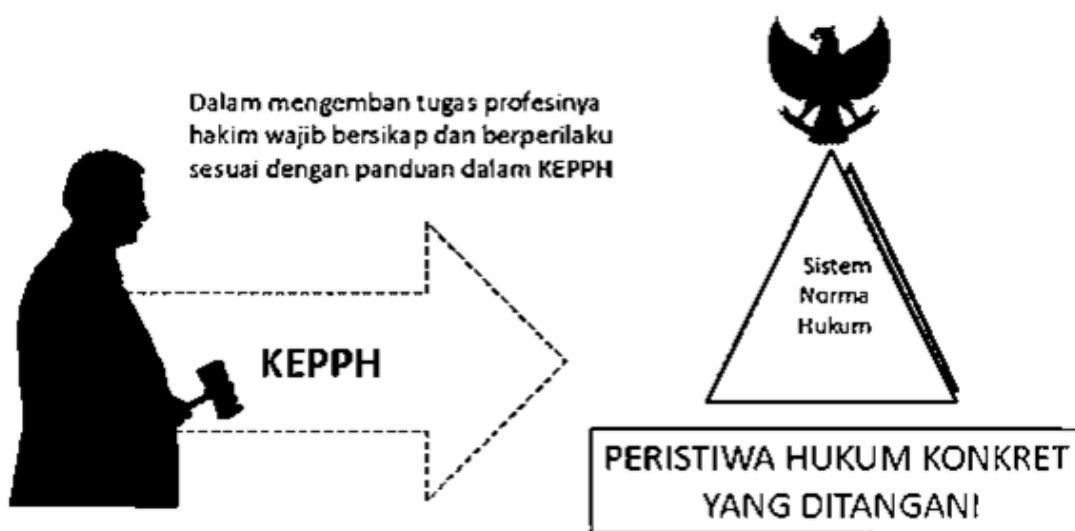 Dalam mengemban tugas profesinya
hakim wajib bersikap dan berperilaku
sesuai dengan panduan dalam KEPPH
KEPPH
Sistem
Norma
Hukum
PERISTIWA HUKUM KONKRET
YANG DITANGANI